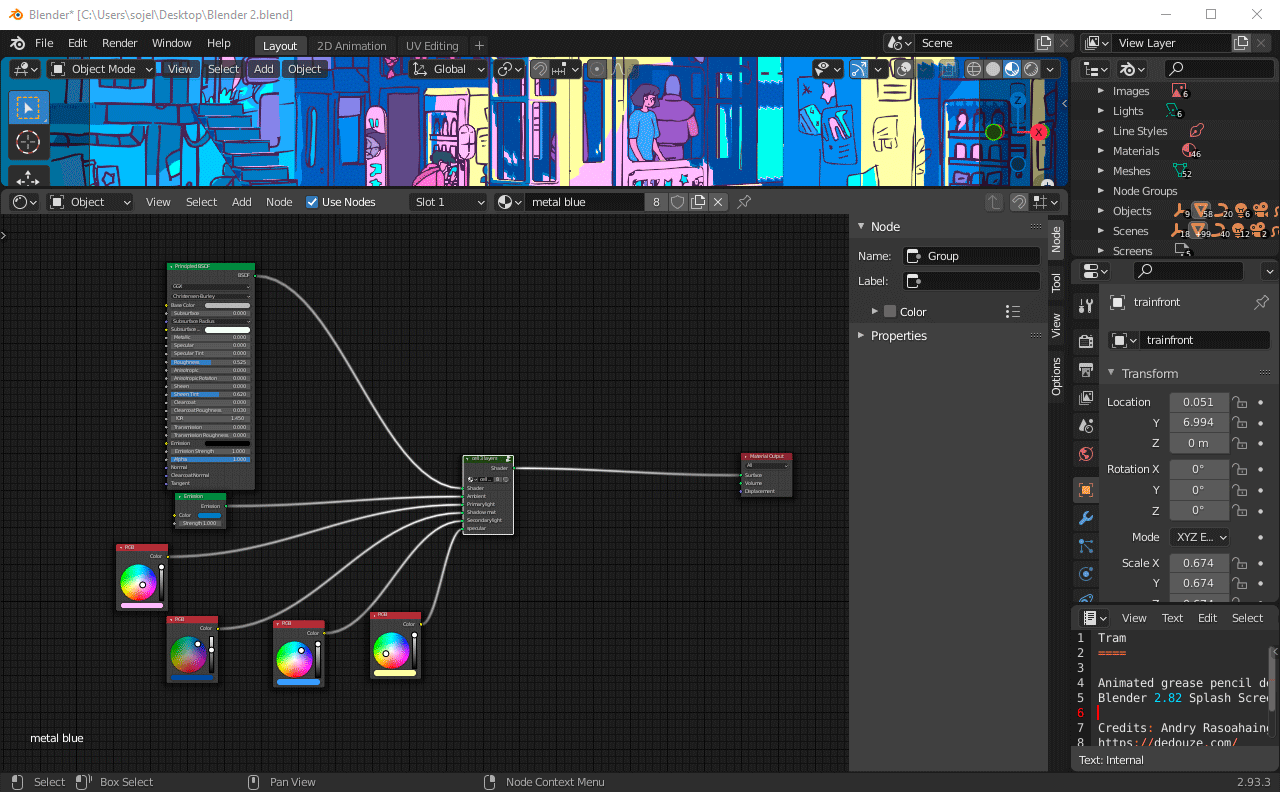 Blender* [C:\Users\sojel\Desktop\Blender 2.blend]
File Edit Render Window Help Layout 2D Animation UV Editing + Scene View Layer
Object Mode View Select Add Object Global
Z
X
Images 6
Lights 6
Line Styles
Materials 46
Meshes 52
Node Groups
Objects 9 58 20 6 9
Scenes 18 +99 40 12 2
Screens 5
Object View Select Add Node Use Nodes Slot 1 metal blue 8
Node
Name: Group
Label:
Color
Properties
Node
Tool
View
Options
Principled BSDF
BSDF
GGX
Christensen-Burley
Base Color
Subsurface 0.000
Subsurface Radius
Subsurface ..
Metallic 0.000
Specular 0.000
Specular Tint 0.000
Roughness 0.525
Anisotropic 0.000
Anisotropic Rotation 0.000
Sheen 0.000
Sheen Tint 0.620
Clearcoat 0.000
Clearcoat Roughness 0.030
IOR 1.450
Transmission 0.000
Transmission Roughness 0.000
Emission
Emission Strength 1.000
Alpha 1.000
Normal
Clearcoat Normal
Tangent
Emission
Emission
Color
Strength 1.000
RGB
Color
RGB
Color
RGB
Color
RGB
Color
cell 3 layers
Shader
cell...
Shader
Ambient
Primary light
Shadow mat
Secondary light
specular
Material Output
All
Surface
Volume
Displacement
metal blue
trainfront
trainfront
Transform
Location 0.051
Y 6.994
Z 0 m
Rotation X 0°
Y 0°
Z 0°
Mode XYZ E...
Scale X 0.674
Y 0.674
Z 0.674
View Text Edit Select
1 Tram
2 ====
3
4 Animated grease pencil de
5 Blender 2.82 Splash Scree
6
7 Credits: Andry Rasoahaing
8 https://dedouze.com/
Text: Internal
Select Box Select Pan View Node Context Menu 2.93.3